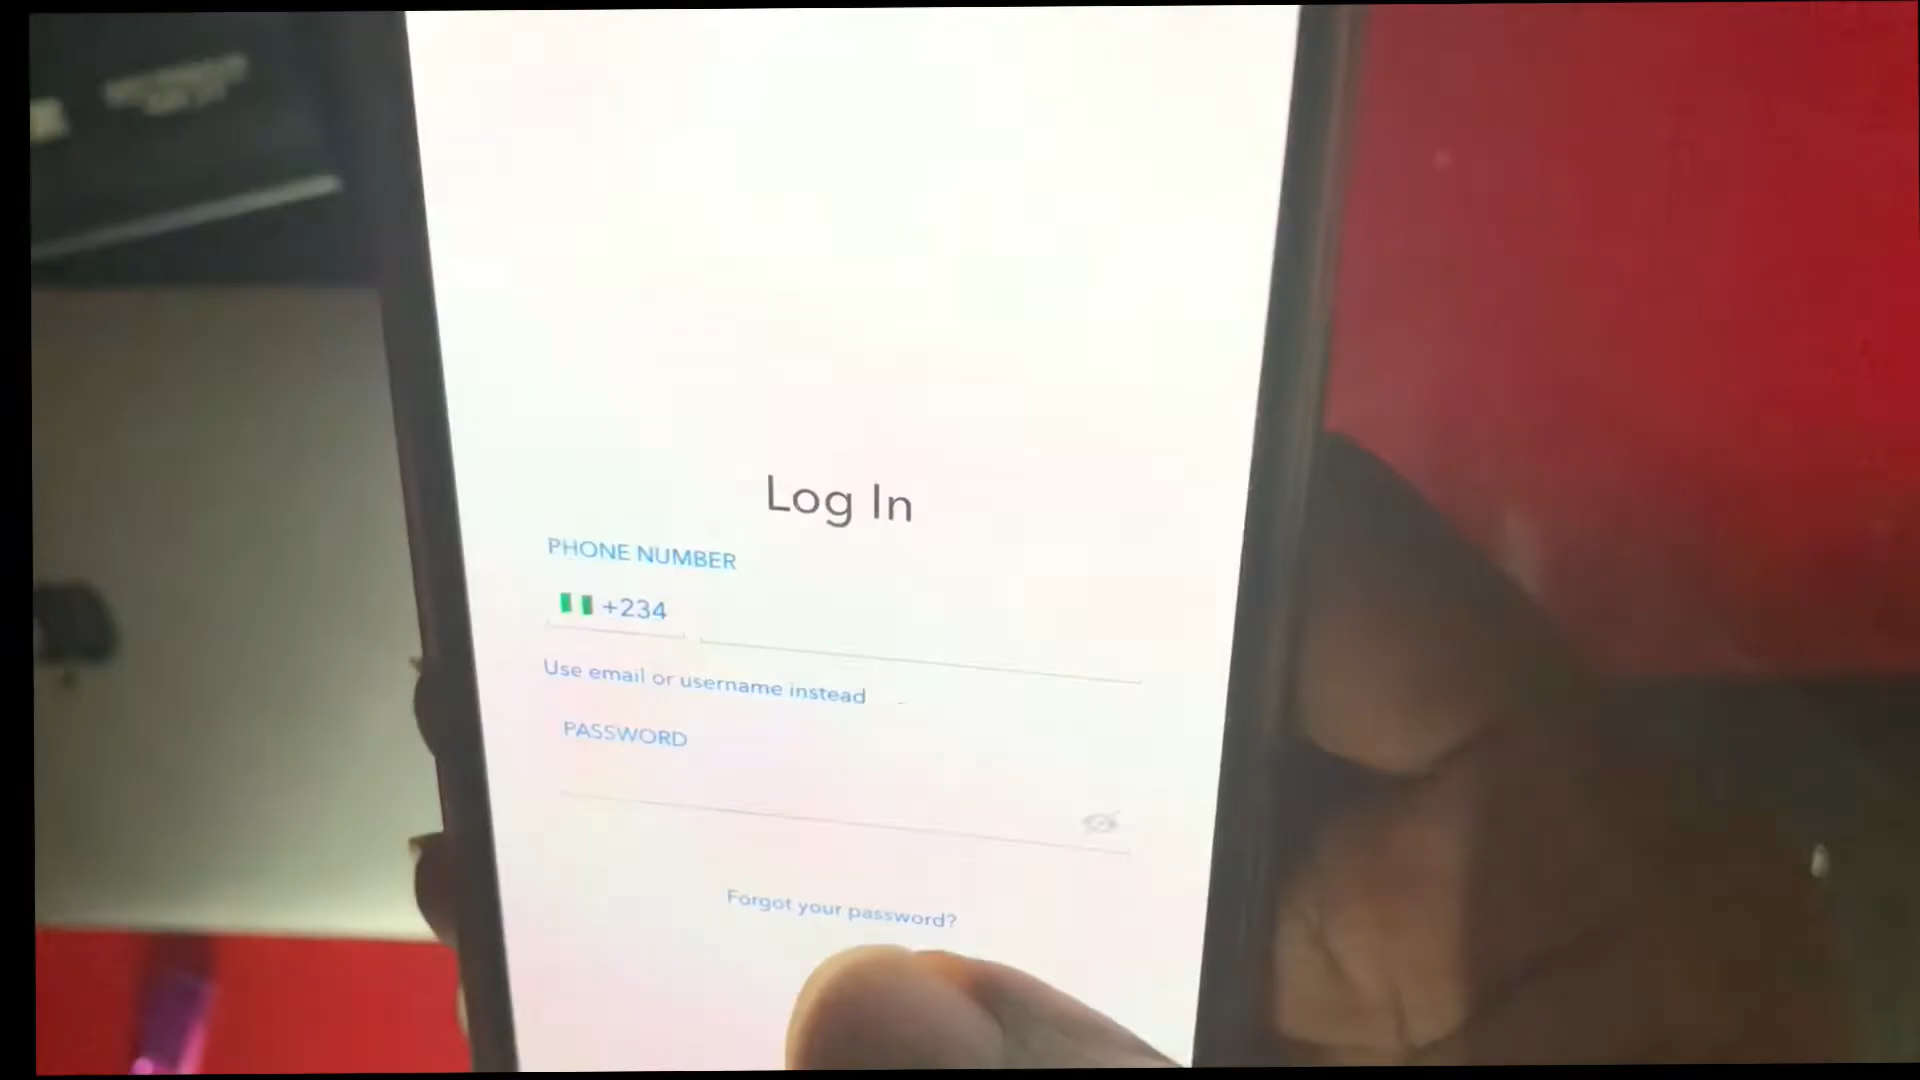 Log In
PHONE NUMBER
+234
Use email or username instead
PASSWORD
Forgot your password?